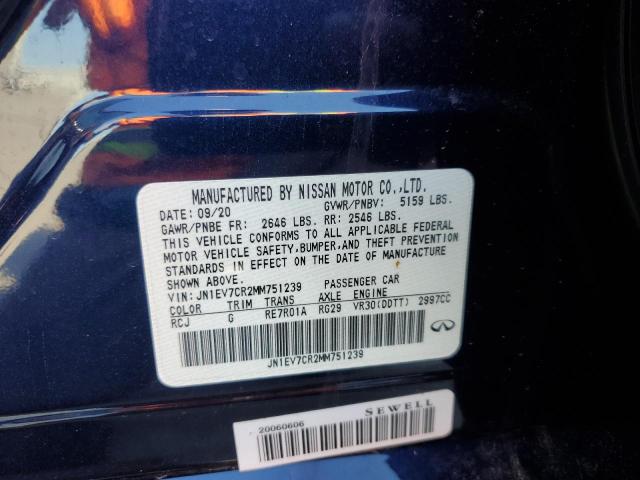 MANUFACTURED BY NISSAN MOTOR CO.,LTD.
DATE: 09/20 GVWR/PNBV: 5159 LBS.
GAWR/PNBE FR: 2646 LBS. RR: 2546 LBS.
THIS VEHICLE CONFORMS TO ALL APPLICABLE FEDERAL
MOTOR VEHICLE SAFETY,BUMPER,AND THEFT PREVENTION
STANDARDS IN EFFECT ON THE DATE OF MANUFACTURE
SHOWN ABOVE.
VIN: JN1EV7CR2MM751239 PASSENGER CAR
COLOR TRIM TRANS AXLE ENGINE
RCJ G RE7R01A RG29 VR30(DDTT) 2997CC
INFINITI
JN1EV7CR2MM751239
20060606 SEWELL